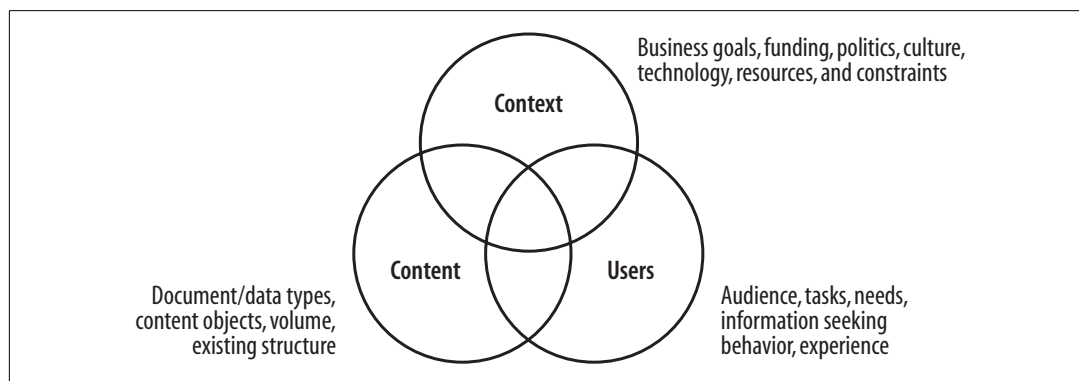 Business goals, funding, politics, culture,
technology, resources, and constraints
Context
Content
Users
Document/data types,
content objects, volume,
existing structure
Audience, tasks, needs,
information seeking
behavior, experience